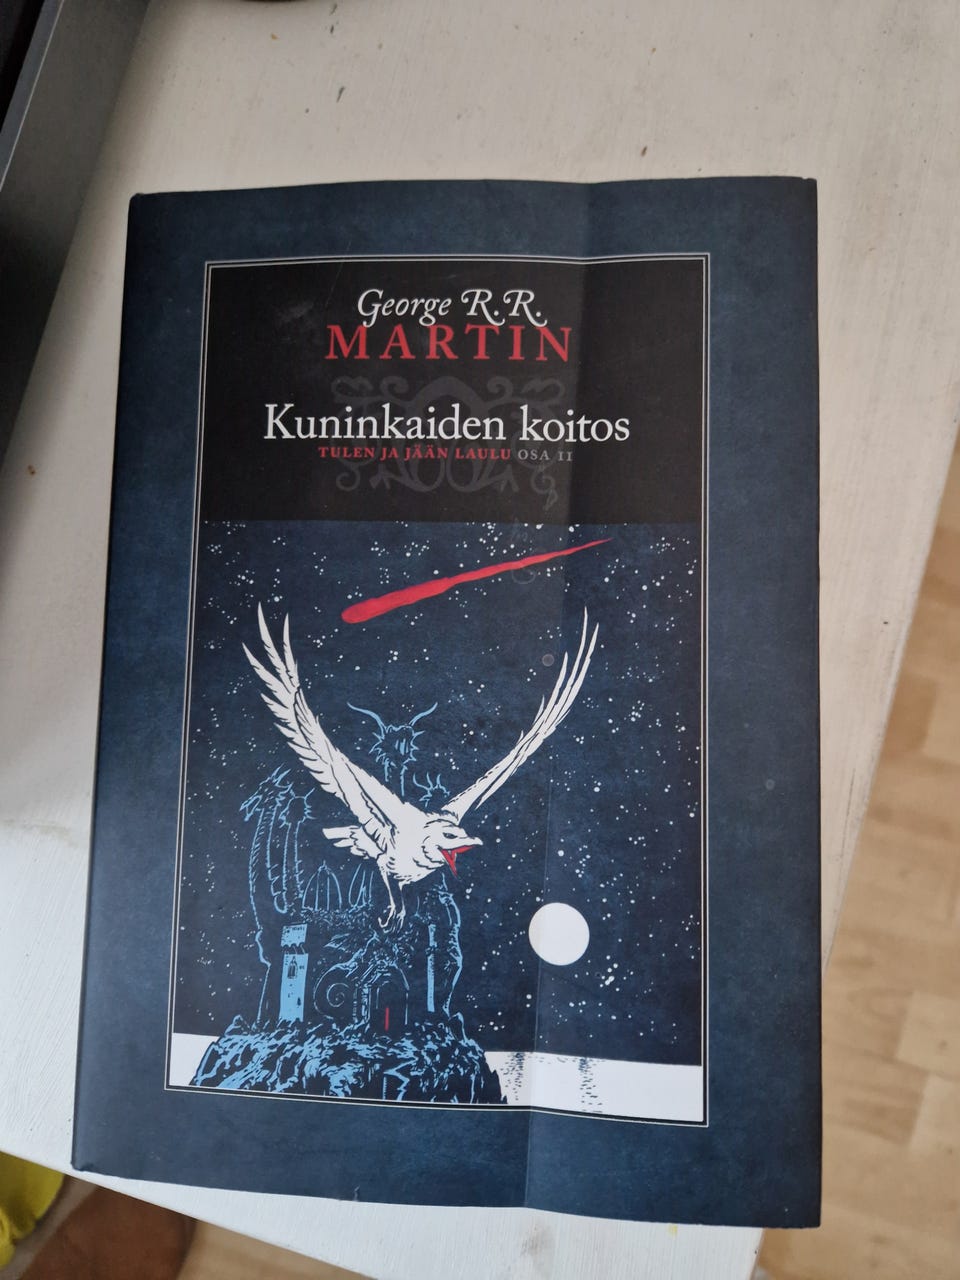 George R.R.
MARTIN
Kuninkaiden koitos
TULEN JA JÄÄN LAULU OSA II